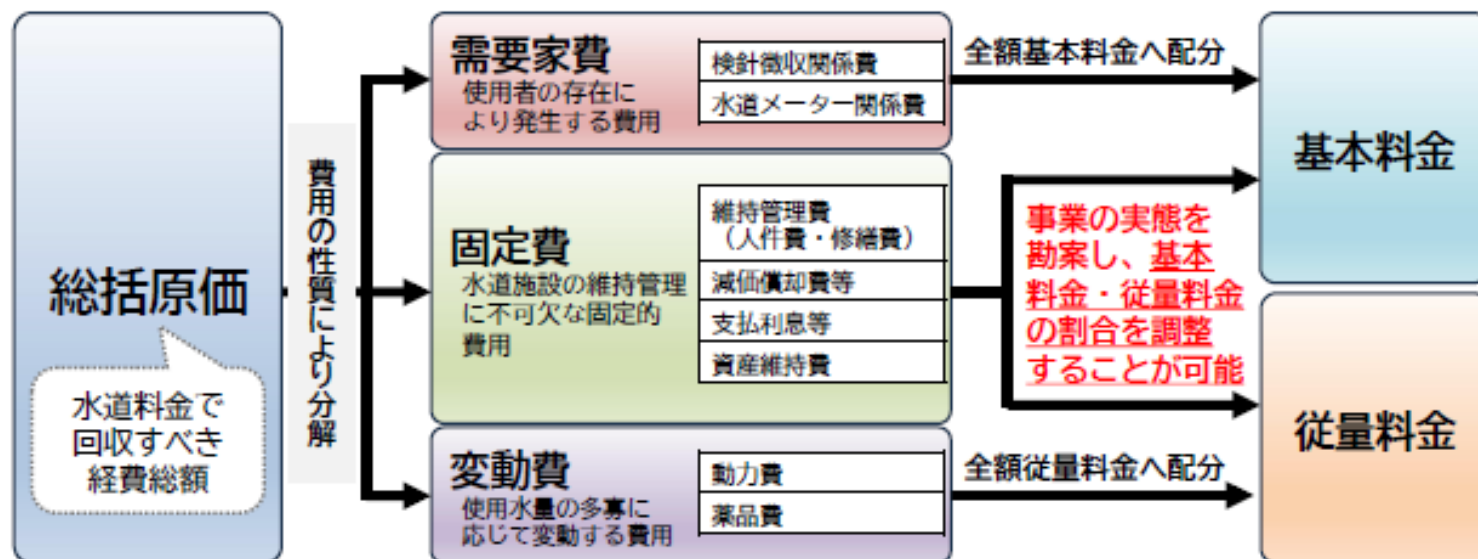 総括原価
水道料金で
回収すべき
経費総額
費用の性質により分解
需要家費
使用者の存在に
より発生する費用
検針徴収関係費
水道メーター関係費
全額基本料金へ配分
固定費
水道施設の維持管理
に不可欠な固定的
費用
維持管理費
（人件費・修繕費）
減価償却費等
支払利息等
資産維持費
事業の実態を
勘案し、基本
料金・従量料金
の割合を調整
することが可能
変動費
使用水量の多寡に
応じて変動する費用
動力費
薬品費
全額従量料金へ配分
基本料金
従量料金